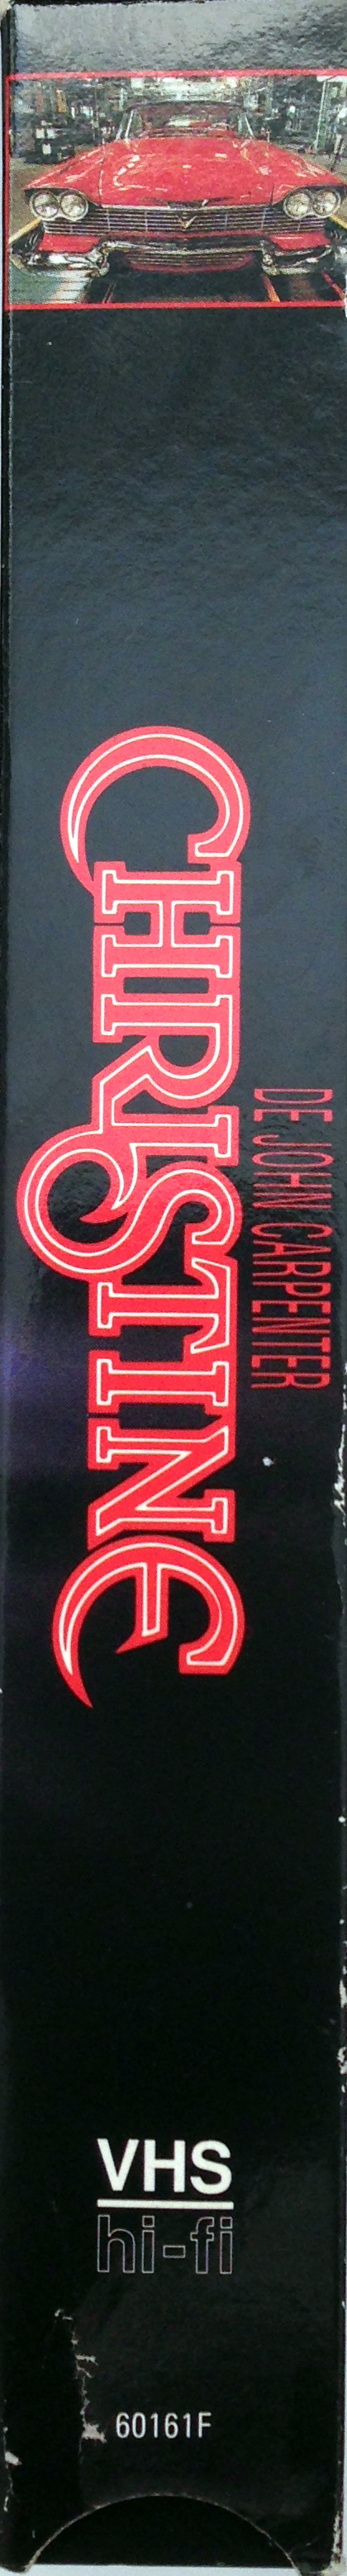 DE JOHN CARPENTER
CHRISTINE
VHS
hi-fi
60161F